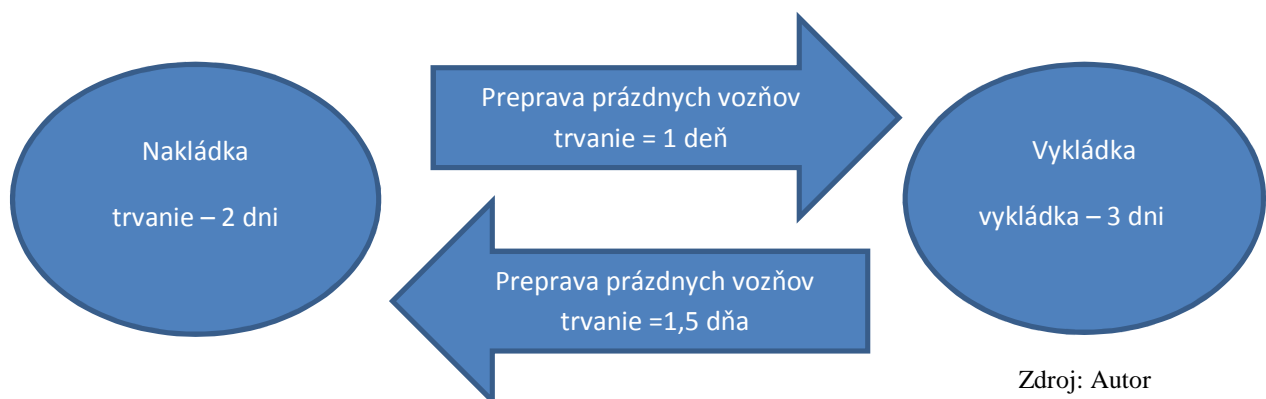 Nakládka
trvanie – 2 dni
Preprava prázdnych vozňov
trvanie = 1 deň
Vykládka
vykládka – 3 dni
Preprava prázdnych vozňov
trvanie =1,5 dňa
Zdroj: Autor